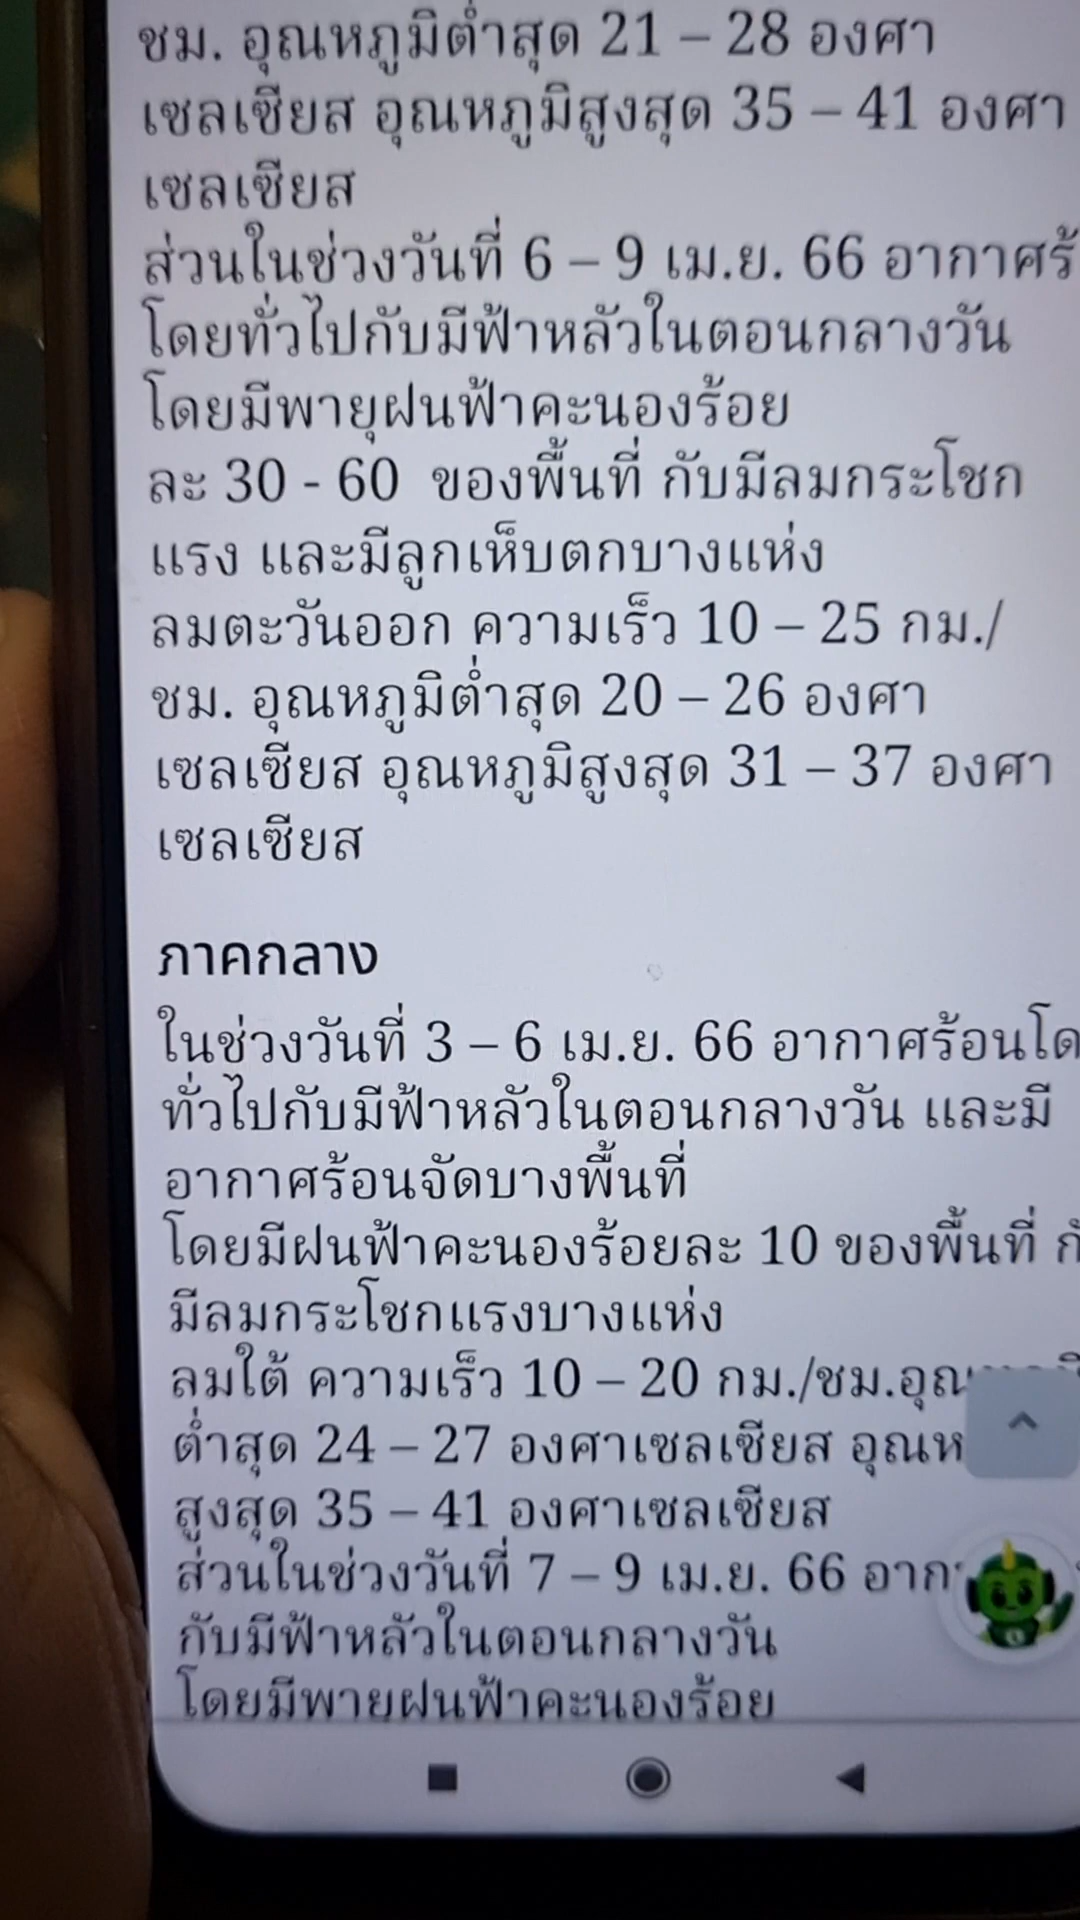 ชม. อุณหภูมิต่ำสุด 21 – 28 องศา
เซลเซียส อุณหภูมิสูงสุด 35 – 41 องศา
เซลเซียส
ส่วนในช่วงวันที่ 6 – 9 เม.ย. 66 อากาศร้
โดยทั่วไปกับมีฟ้าหลัวในตอนกลางวัน
โดยมีพายุฝนฟ้าคะนองร้อย
ละ 30 - 60 ของพื้นที่ กับมีลมกระโชก
แรง และมีลูกเห็บตกบางแห่ง
ลมตะวันออก ความเร็ว 10 – 25 กม./
ชม. อุณหภูมิต่ำสุด 20 – 26 องศา
เซลเซียส อุณหภูมิสูงสุด 31 – 37 องศา
เซลเซียส
ภาคกลาง
ในช่วงวันที่ 3 – 6 เม.ย. 66 อากาศร้อนโด
ทั่วไปกับมีฟ้าหลัวในตอนกลางวัน และมี
อากาศร้อนจัดบางพื้นที่
โดยมีฝนฟ้าคะนองร้อยละ 10 ของพื้นที่ กั
มีลมกระโชกแรงบางแห่ง
ลมใต้ ความเร็ว 10 – 20 กม./ชม.อุณ
ต่ำสุด 24 – 27 องศาเซลเซียส อุณห
สูงสุด 35 – 41 องศาเซลเซียส
ส่วนในช่วงวันที่ 7 – 9 เม.ย. 66 อาก
กับมีฟ้าหลัวในตอนกลางวัน
โดยมีพายุฝนฟ้าคะนองร้อย